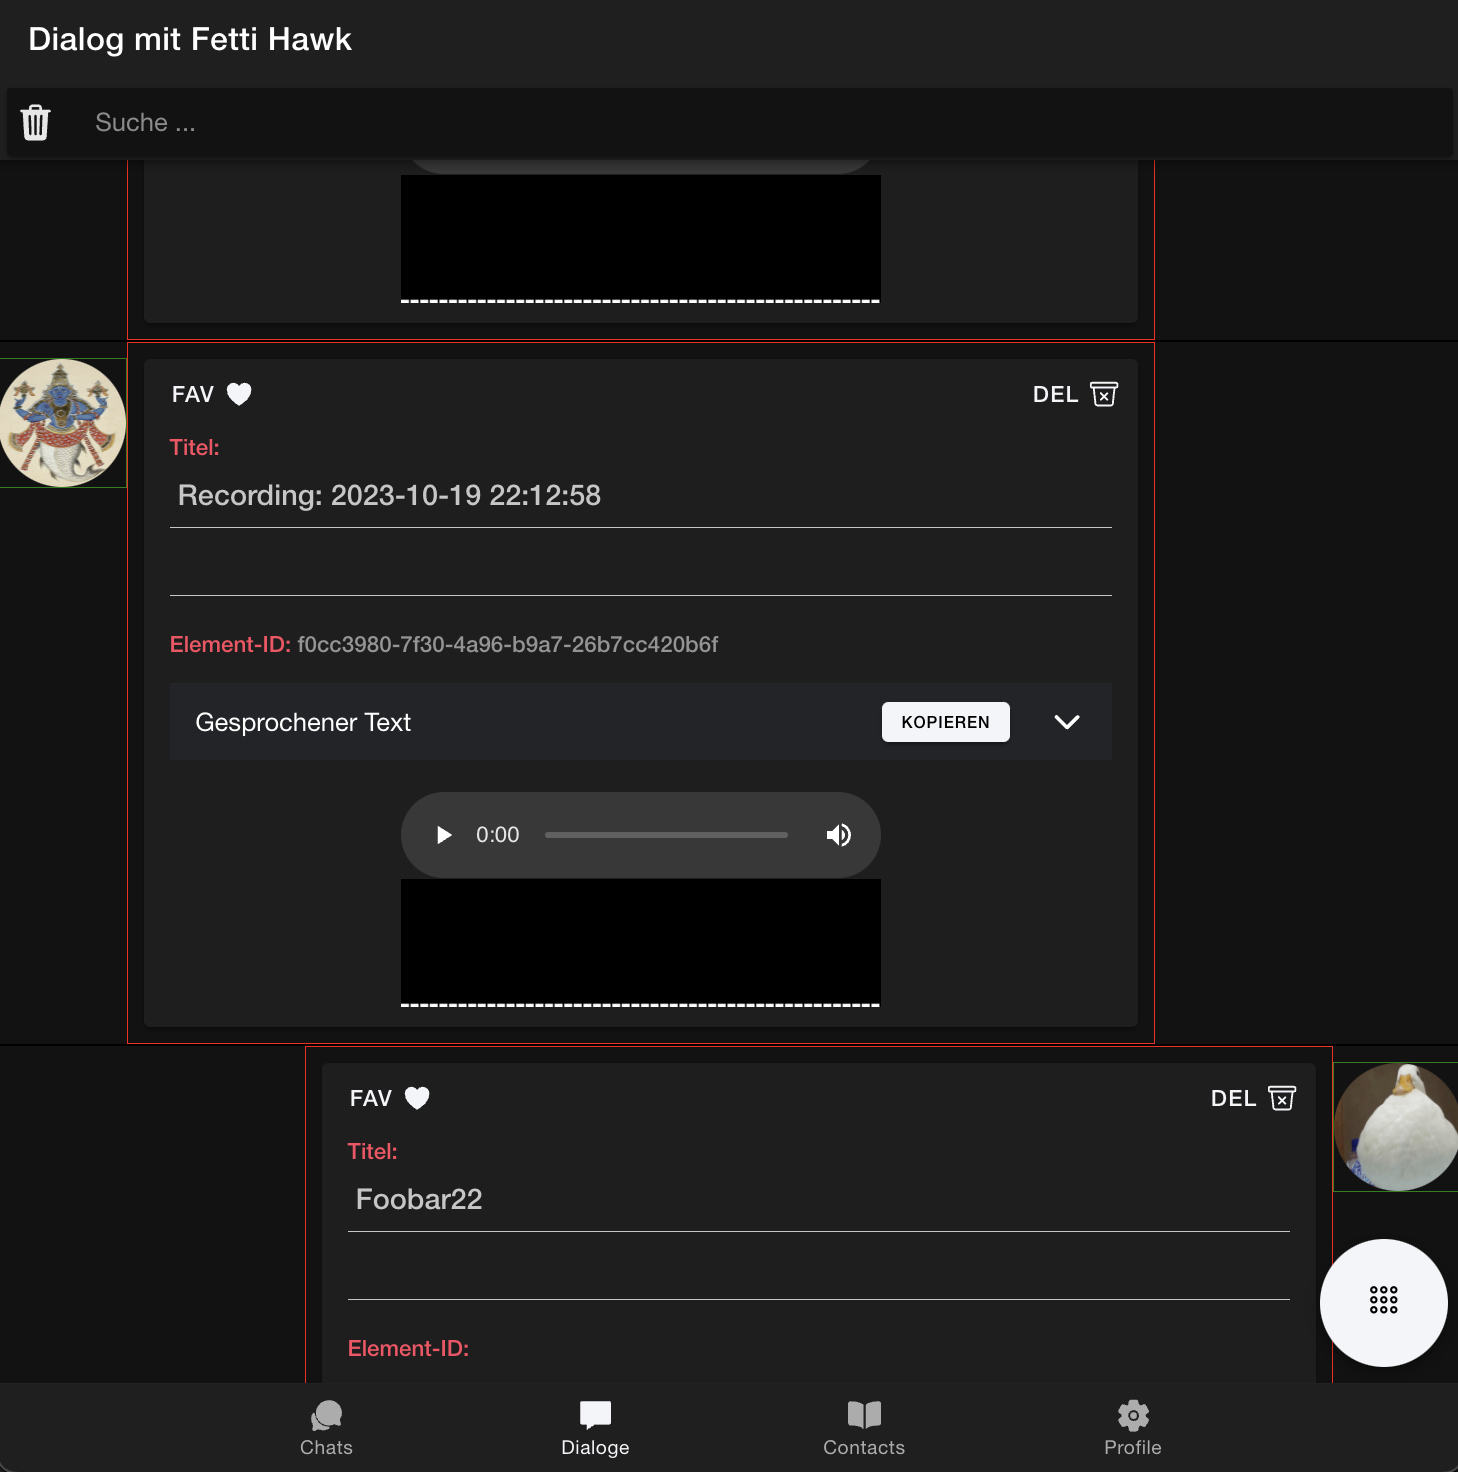 Dialog mit Fetti Hawk
Suche ...
FAV DEL
Titel:
Recording: 2023-10-19 22:12:58
Element-ID: f0cc3980-7f30-4a96-b9a7-26b7cc420b6f
Gesprochener Text KOPIEREN
0:00
FAV DEL
Titel:
Foobar22
Element-ID:
Chats Dialoge Contacts Profile